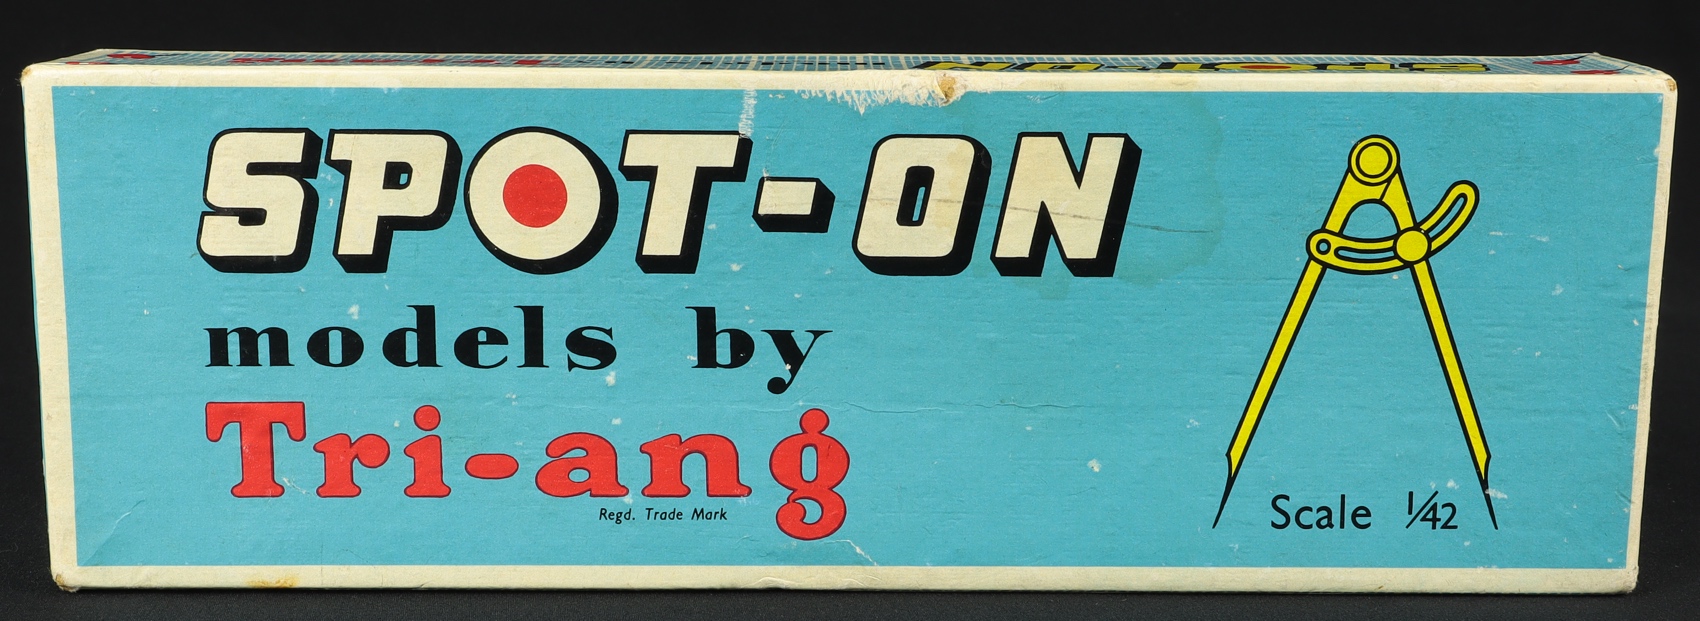 SPOT-ON
models by
Tri-ang
Regd. Trade Mark
Scale 1/42